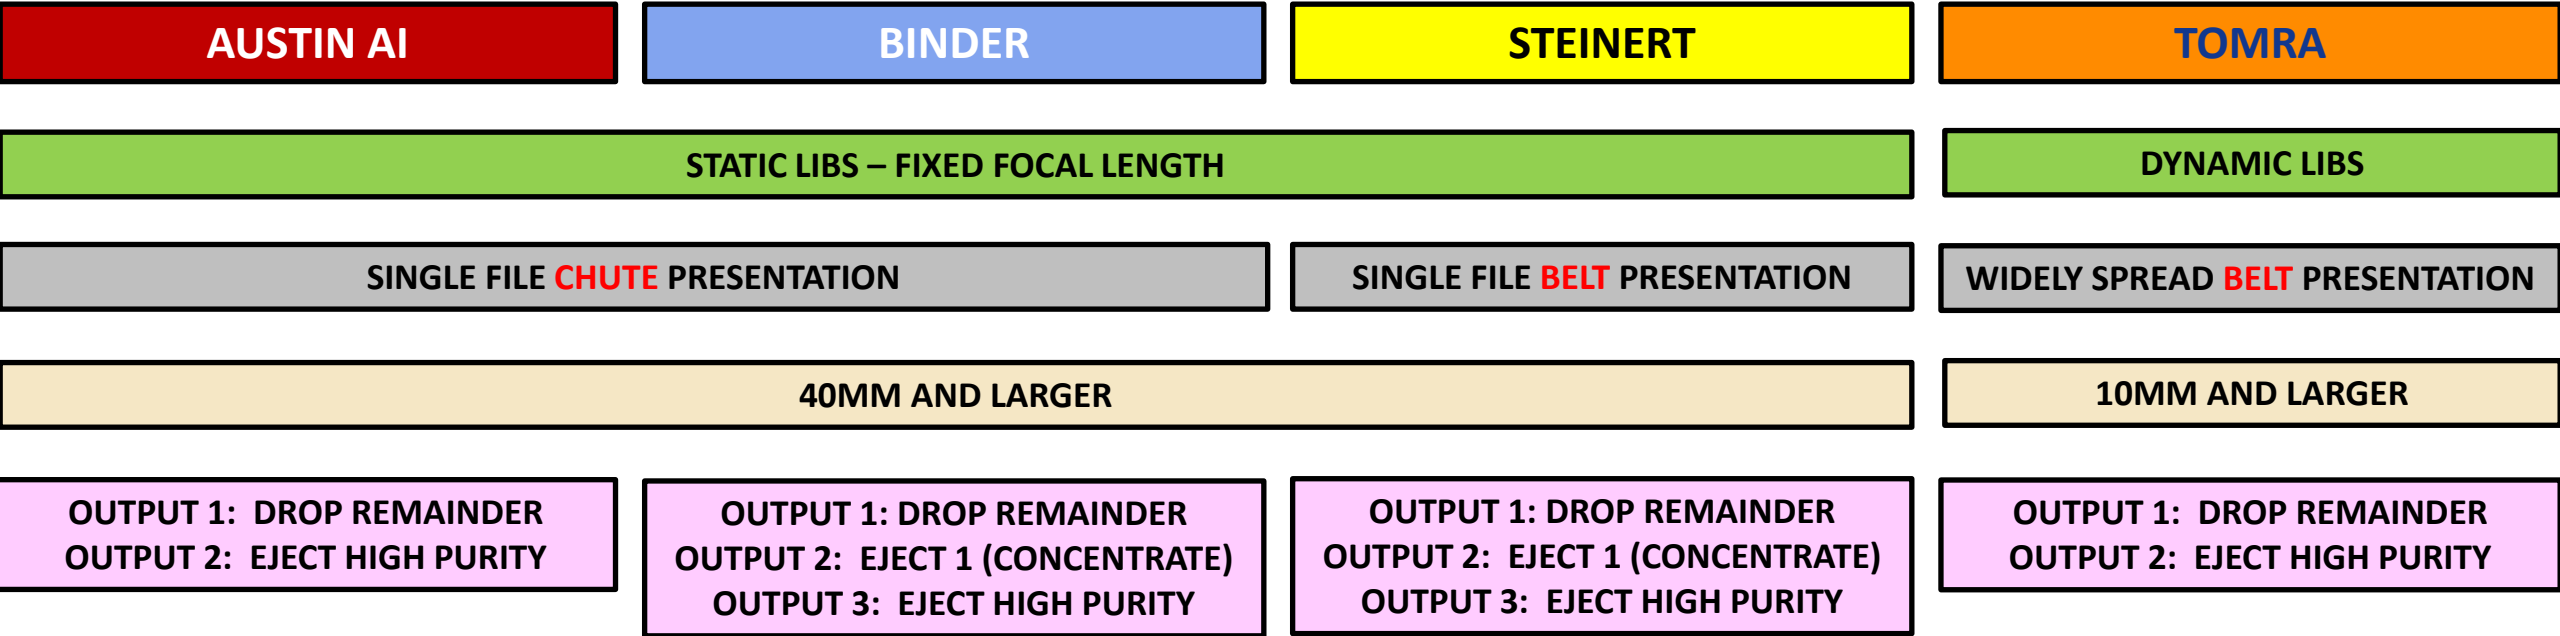 AUSTIN AI
BINDER
STEINERT
TOMRA
STATIC LIBS – FIXED FOCAL LENGTH
DYNAMIC LIBS
SINGLE FILE CHUTE PRESENTATION
SINGLE FILE BELT PRESENTATION
WIDELY SPREAD BELT PRESENTATION
40MM AND LARGER
10MM AND LARGER
OUTPUT 1: DROP REMAINDER
OUTPUT 2: EJECT HIGH PURITY
OUTPUT 1: DROP REMAINDER
OUTPUT 2: EJECT 1 (CONCENTRATE)
OUTPUT 3: EJECT HIGH PURITY
OUTPUT 1: DROP REMAINDER
OUTPUT 2: EJECT 1 (CONCENTRATE)
OUTPUT 3: EJECT HIGH PURITY
OUTPUT 1: DROP REMAINDER
OUTPUT 2: EJECT HIGH PURITY